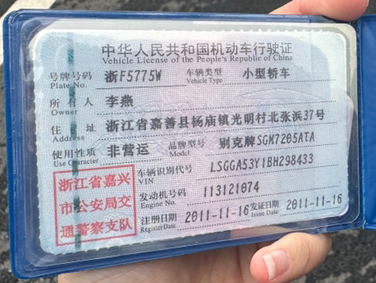 中华人民共和国机动车行驶证
Vehicle License of the People's Republic of China
号牌号码 浙F5775W 车辆类型 小型轿车
Plate No. Vehicle Type
所有人 李燕
Owner
住址 浙江省嘉善县杨庙镇光明村北张浜37号
Address
使用性质 非营运 品牌型号 别克牌SGM7205ATA
Use Character Model
车辆识别代号 LSGGA53Y1BH298433
VIN
发动机号码 113121074
Engine No.
注册日期 2011-11-16 发证日期 2011-11-16
Register Date Issue Date
浙江省嘉兴
市公安局交
通警察支队